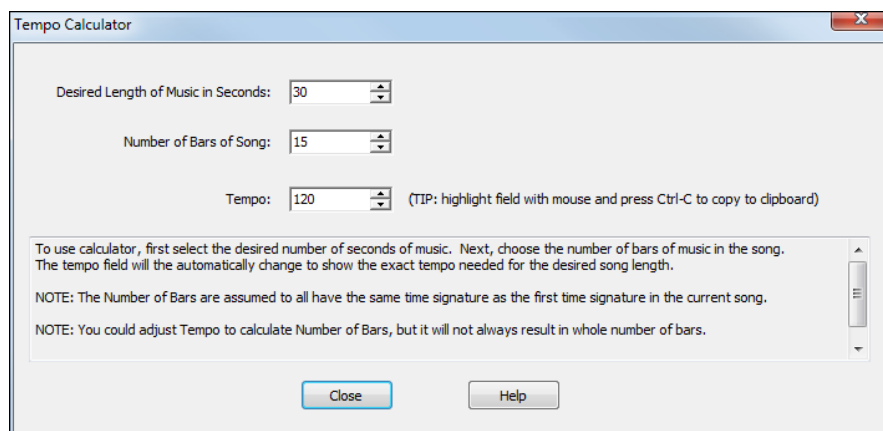 Tempo Calculator
Desired Length of Music in Seconds: 30
Number of Bars of Song: 15
Tempo: 120 (TIP: highlight field with mouse and press Ctrl-C to copy to clipboard)
To use calculator, first select the desired number of seconds of music. Next, choose the number of bars of music in the song.
The tempo field will the automatically change to show the exact tempo needed for the desired song length.
NOTE: The Number of Bars are assumed to all have the same time signature as the first time signature in the current song.
NOTE: You could adjust Tempo to calculate Number of Bars, but it will not always result in whole number of bars.
Close Help